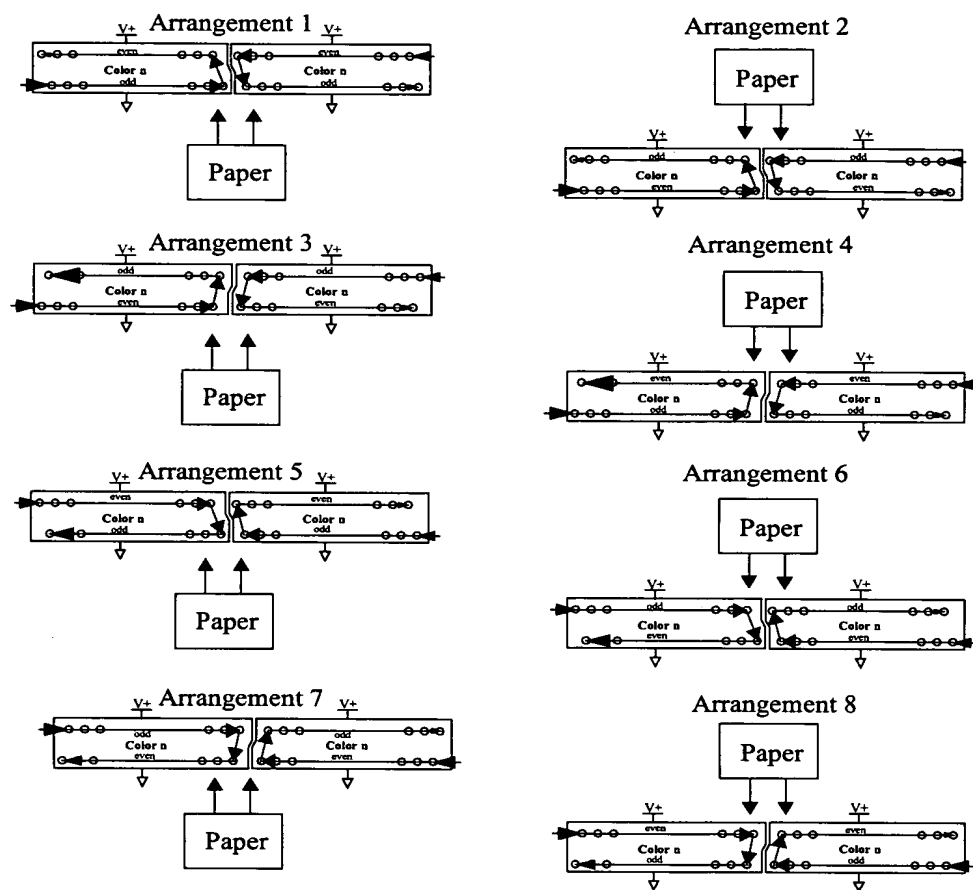 Arrangement 1
V+ V+
even even
Color n Color n
odd odd
Paper
Arrangement 2
Paper
V+ V+
odd odd
Color n Color n
even even
Arrangement 3
V+ V+
odd odd
Color n Color n
even even
Paper
Arrangement 4
Paper
V+ V+
even even
Color n Color n
odd odd
Arrangement 5
V+ V+
even even
Color n Color n
odd odd
Paper
Arrangement 6
Paper
V+ V+
odd odd
Color n Color n
even even
Arrangement 7
V+ V+
odd odd
Color n Color n
even even
Paper
Arrangement 8
Paper
V+ V+
even even
Color n Color n
odd odd